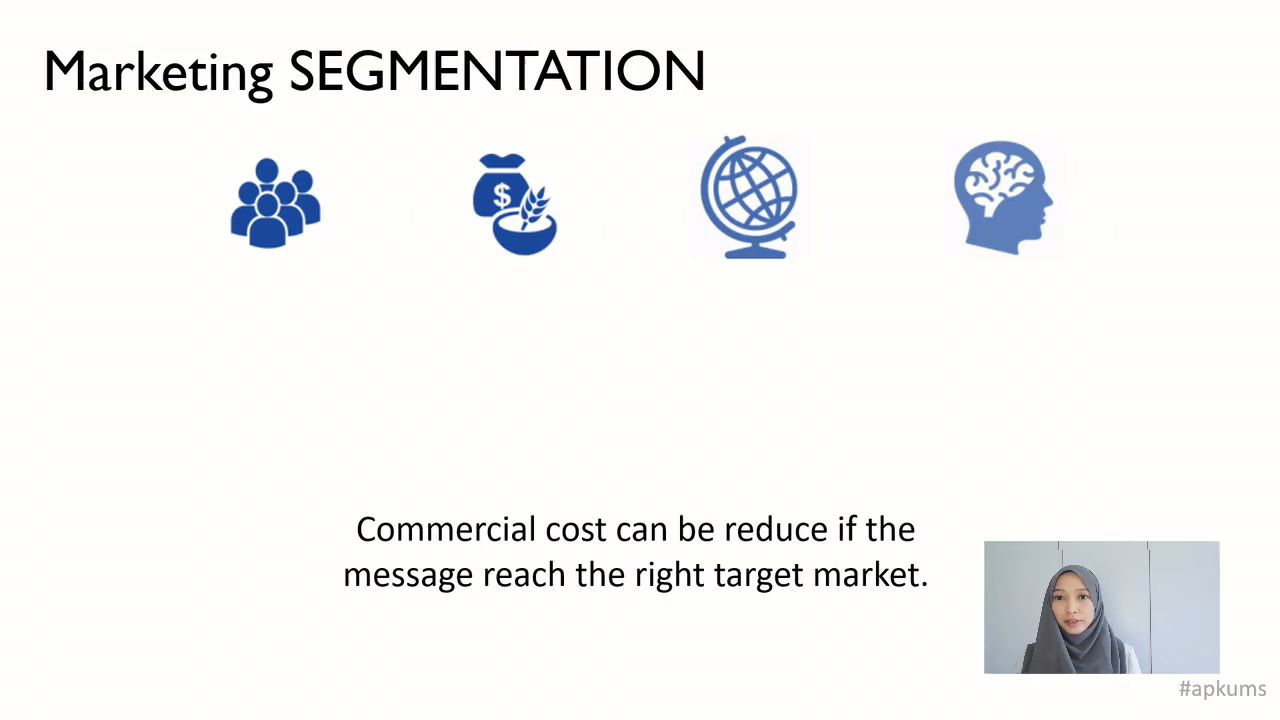 Marketing SEGMENTATION
$
Commercial cost can be reduce if the
message reach the right target market.
#apkums